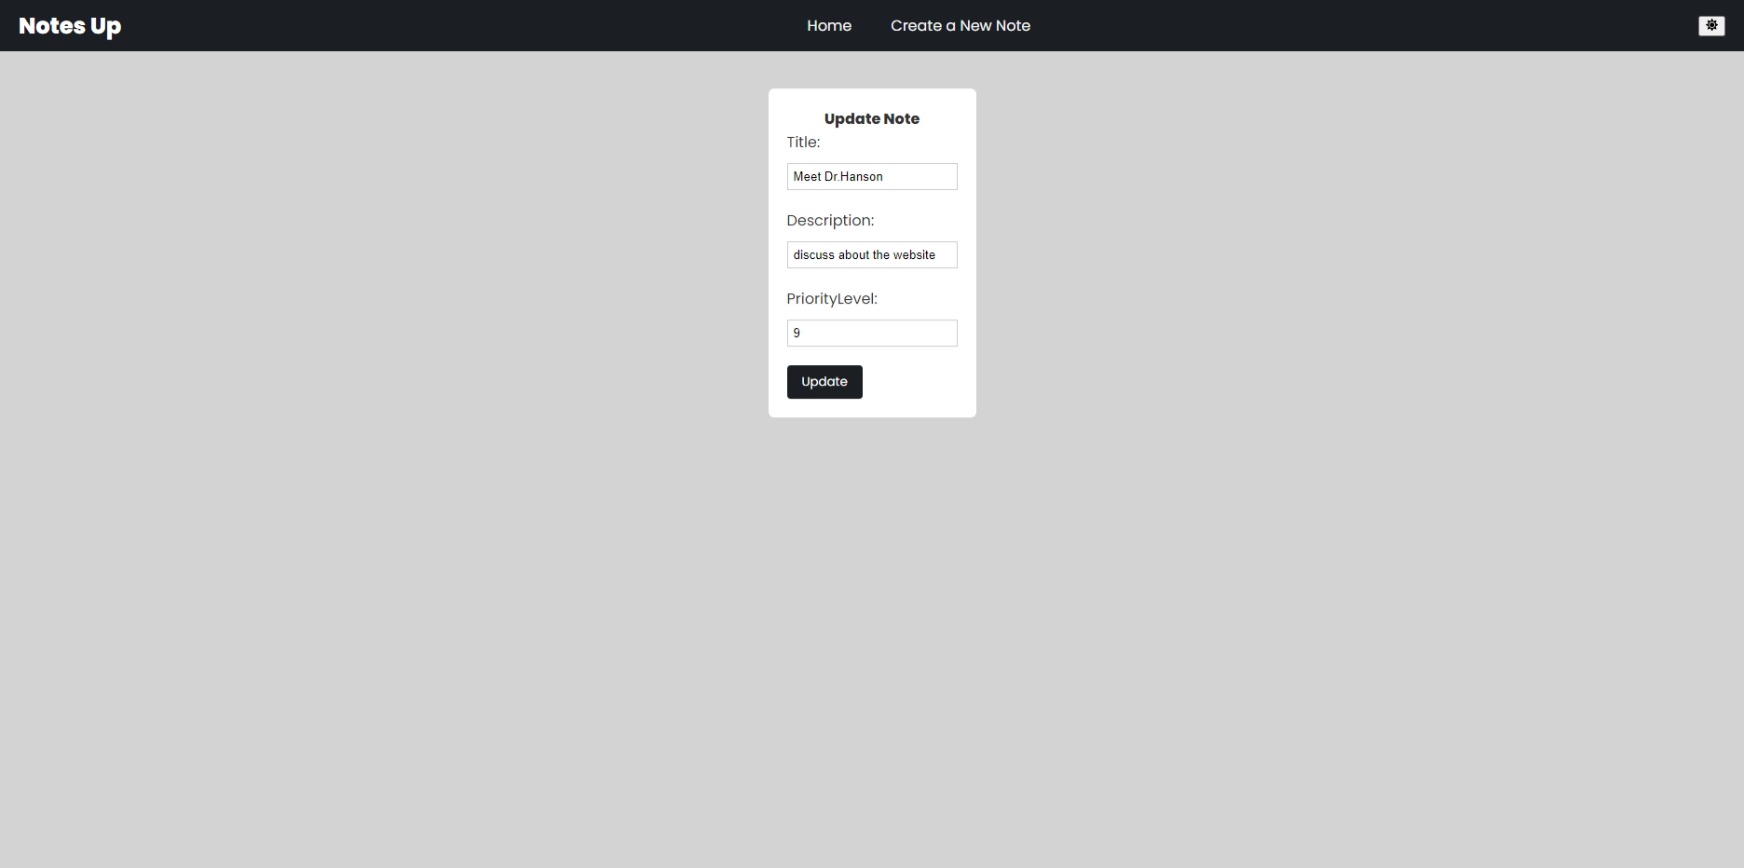 Notes Up
Home
Create a New Note
Update Note
Title:
Meet Dr.Hanson
Description:
discuss about the website
PriorityLevel:
9
Update